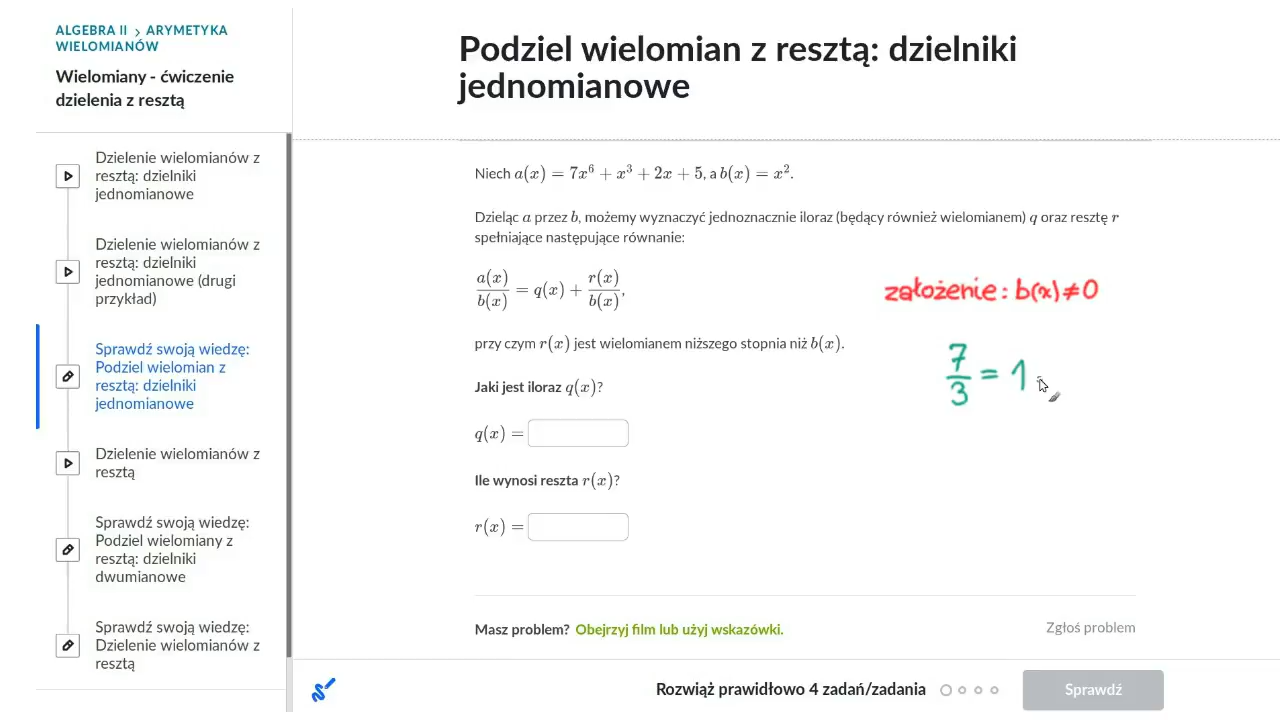 ALGEBRA II > ARYMETYKA
WIELOMIANÓW
Wielomiany - ćwiczenie
dzielenia z resztą
Dzielenie wielomianów z
resztą: dzielniki
jednomianowe
Dzielenie wielomianów z
resztą: dzielniki
jednomianowe (drugi
przykład)
Sprawdź swoją wiedzę:
Podziel wielomian z
resztą: dzielniki
jednomianowe
Dzielenie wielomianów z
resztą
Sprawdź swoją wiedzę:
Podziel wielomiany z
resztą: dzielniki
dwumianowe
Sprawdź swoją wiedzę:
Dzielenie wielomianów z
resztą
Podziel wielomian z resztą: dzielniki
jednomianowe
Niech a(x) = 7x⁶ + x³ + 2x + 5, a b(x) = x².
Dzieląc a przez b, możemy wyznaczyć jednoznacznie iloraz (będący również wielomianem) q oraz resztę r
spełniające następujące równanie:
a(x)/b(x) = q(x) + r(x)/b(x),
założenie: b(x)≠0
przy czym r(x) jest wielomianem niższego stopnia niż b(x).
7/3 = 1
Jaki jest iloraz q(x)?
q(x) =
Ile wynosi reszta r(x)?
r(x) =
Masz problem? Obejrzyj film lub użyj wskazówki.
Zgłoś problem
Rozwiąż prawidłowo 4 zadań/zadania
Sprawdź